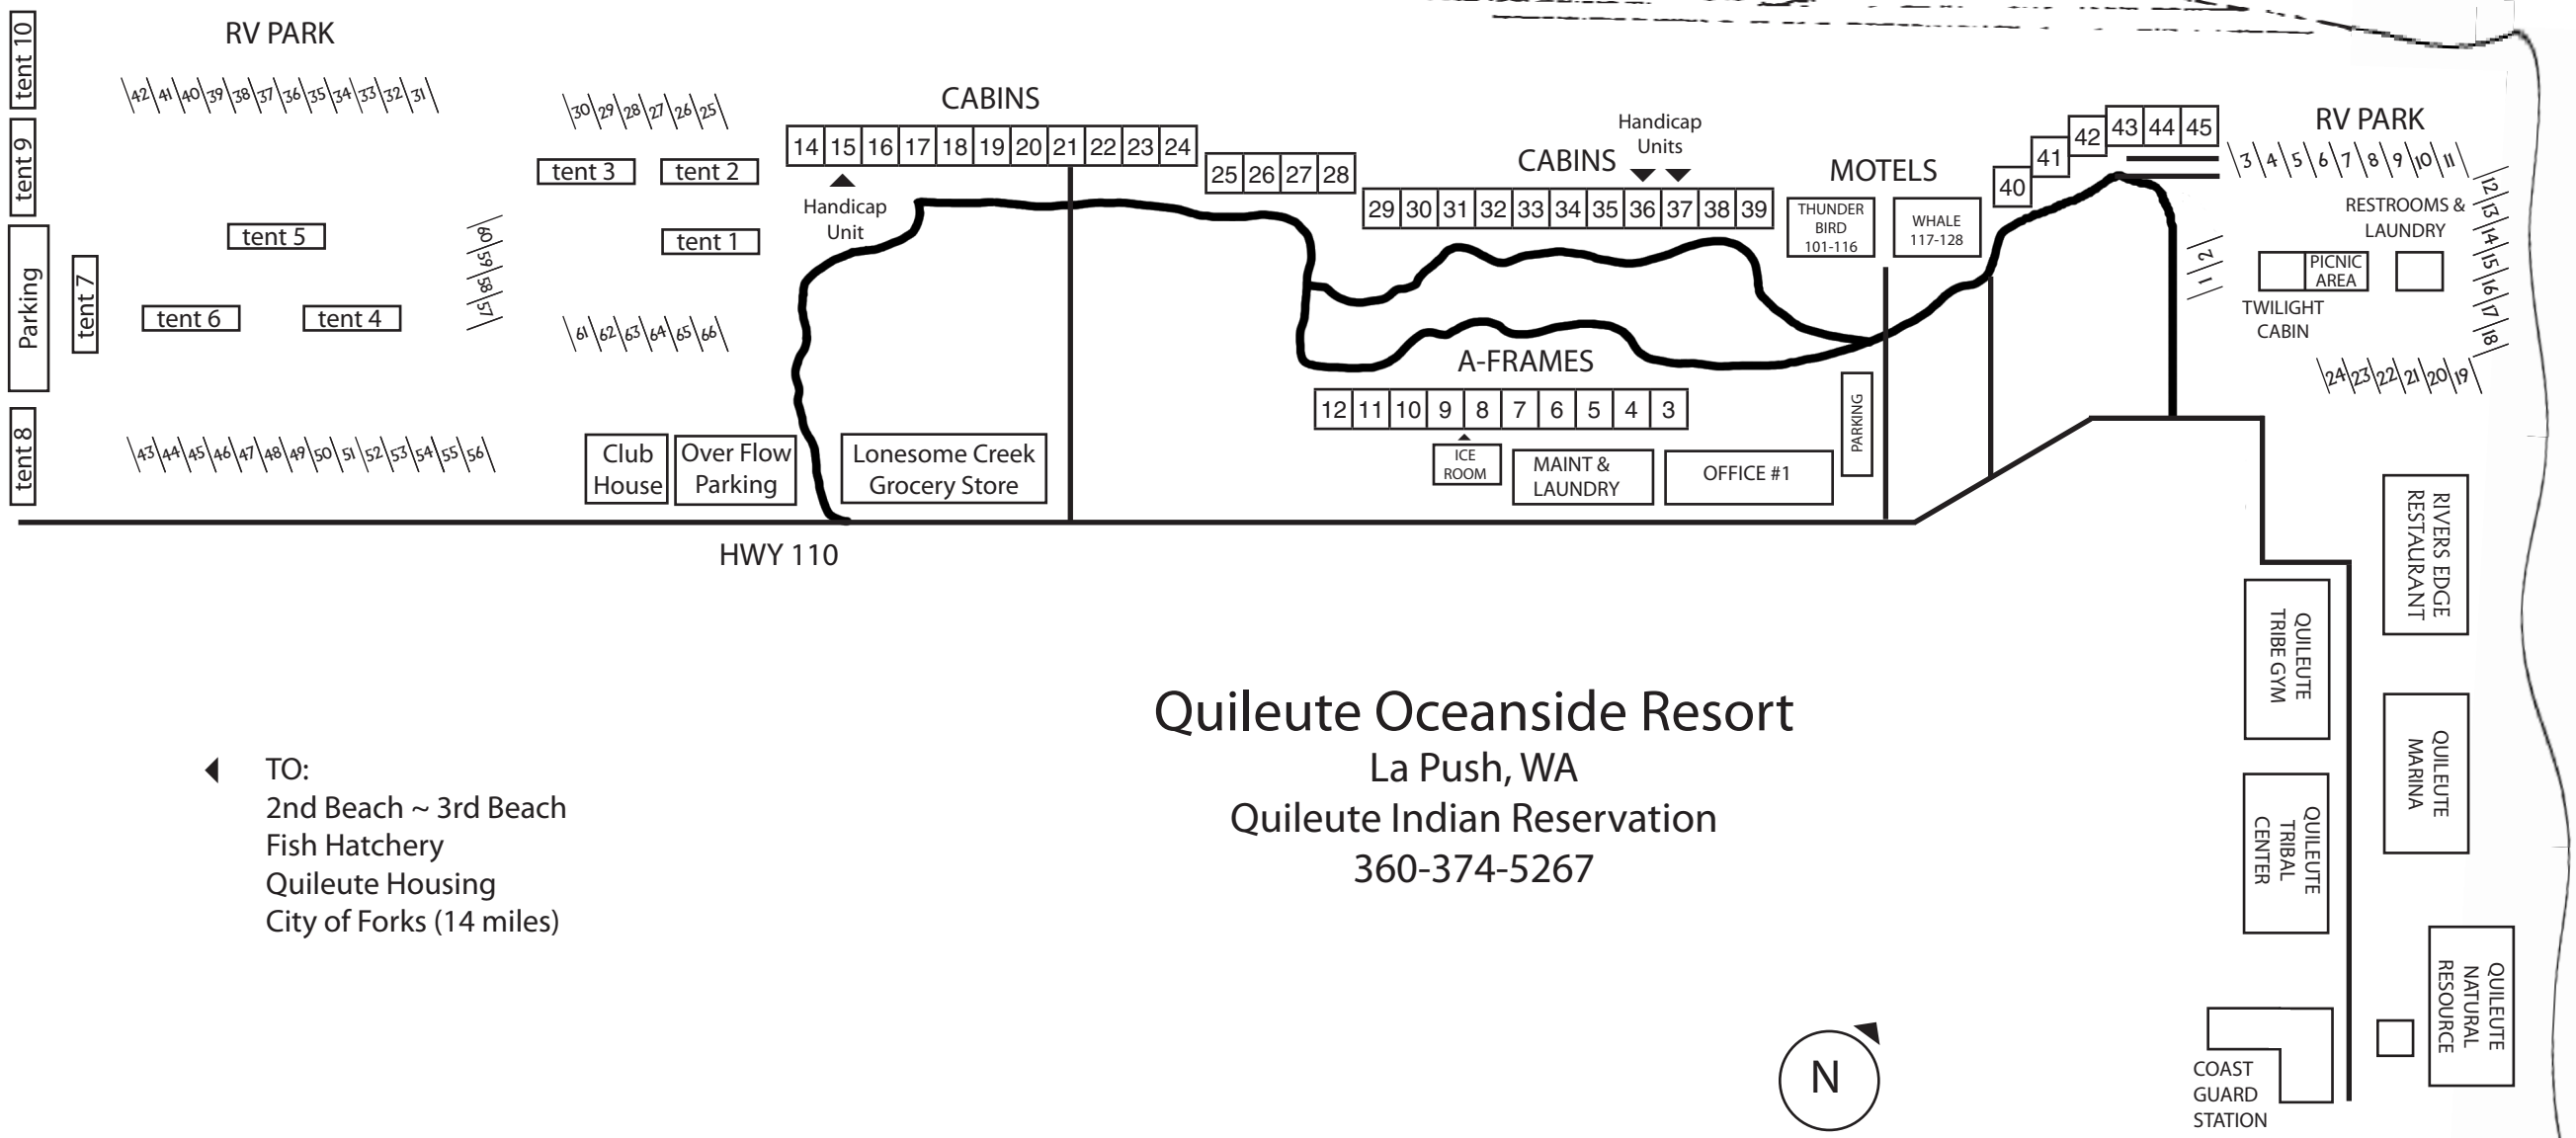 RV PARK
tent 10
tent 9
Parking
tent 8
tent 7
42 41 40 39 38 37 36 35 34 33 32 31
tent 5
tent 6
tent 4
60
59
58
57
43 44 45 46 47 48 49 50 51 52 53 54 55 56
30 29 28 27 26 25
tent 3
tent 2
tent 1
61 62 63 64 65 66
Club
House
Over Flow
Parking
CABINS
14 15 16 17 18 19 20 21 22 23 24
Handicap
Unit
25 26 27 28
Lonesome Creek
Grocery Store
Handicap
Units
CABINS
29 30 31 32 33 34 35 36 37 38 39
A-FRAMES
12 11 10 9 8 7 6 5 4 3
ICE
ROOM
MAINT &
LAUNDRY
OFFICE #1
PARKING
MOTELS
THUNDER
BIRD
101-116
WHALE
117-128
40
41
42
43 44 45
RV PARK
3 4 5 6 7 8 9 10 11
12
13
14
15
16
17
18
RESTROOMS &
LAUNDRY
2
1
PICNIC
AREA
TWILIGHT
CABIN
24 23 22 21 20 19
HWY 110
RIVERS EDGE
RESTAURANT
QUILEUTE
TRIBE GYM
QUILEUTE
MARINA
QUILEUTE
TRIBAL
CENTER
QUILEUTE
NATURAL
RESOURCE
COAST
GUARD
STATION
Quileute Oceanside Resort
La Push, WA
Quileute Indian Reservation
360-374-5267
TO:
2nd Beach ~ 3rd Beach
Fish Hatchery
Quileute Housing
City of Forks (14 miles)
N